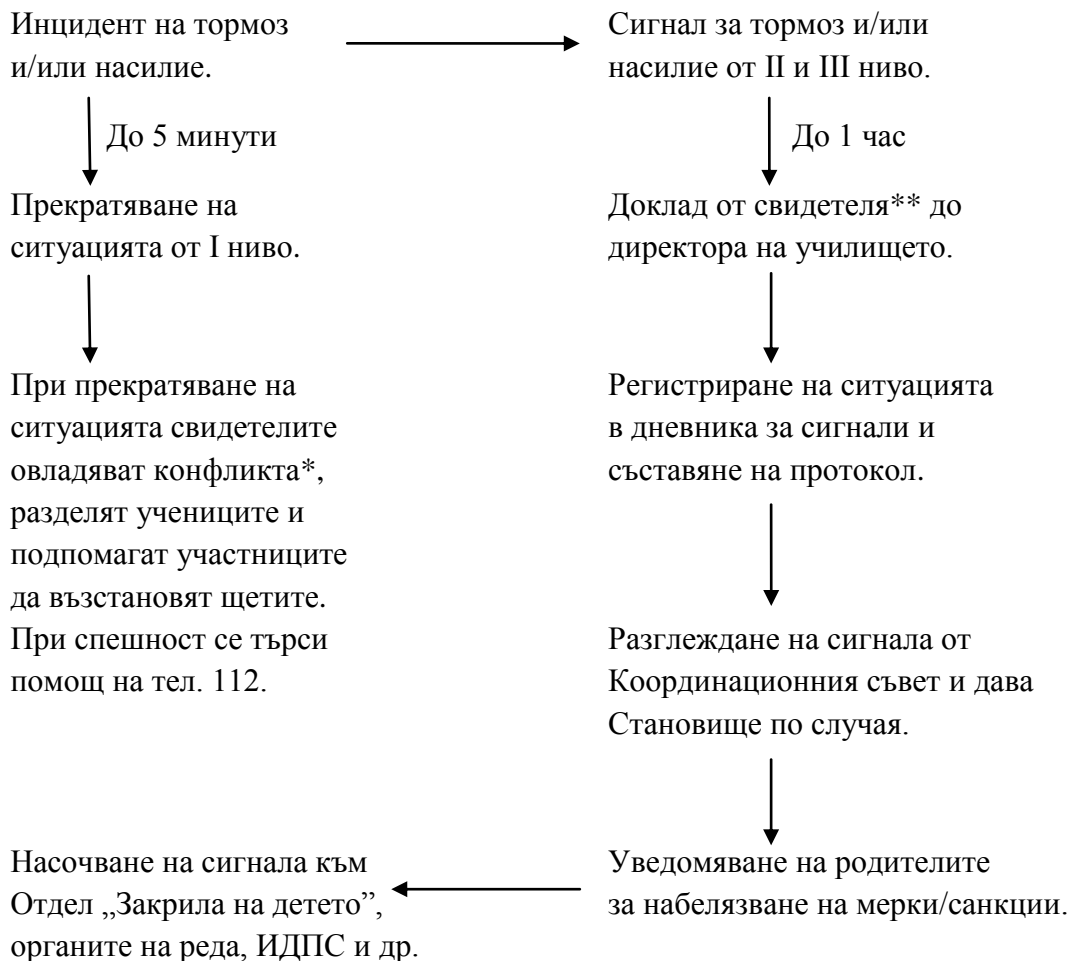 Инцидент на тормоз
и/или насилие.
Сигнал за тормоз и/или
насилие от II и III ниво.
До 5 минути
До 1 час
Прекратяване на
ситуацията от I ниво.
Доклад от свидетеля** до
директора на училището.
При прекратяване на
ситуацията свидетелите
овладяват конфликта*,
разделят учениците и
подпомагат участниците
да възстановят щетите.
При спешност се търси
помощ на тел. 112.
Регистриране на ситуацията
в дневника за сигнали и
съставяне на протокол.
Разглеждане на сигнала от
Координационния съвет и дава
Становище по случая.
Уведомяване на родителите
за набелязване на мерки/санкции.
Насочване на сигнала към
Отдел „Закрила на детето”,
органите на реда, ИДПС и др.